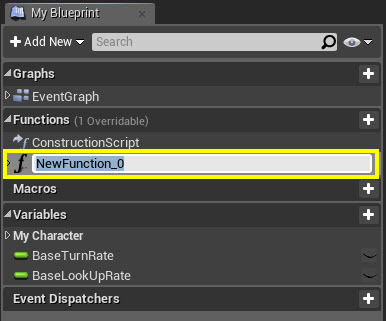 My Blueprint
Add New Search
Graphs
EventGraph
Functions (1 Overridable)
ConstructionScript
NewFunction_0
Macros
Variables
My Character
BaseTurnRate
BaseLookUpRate
Event Dispatchers